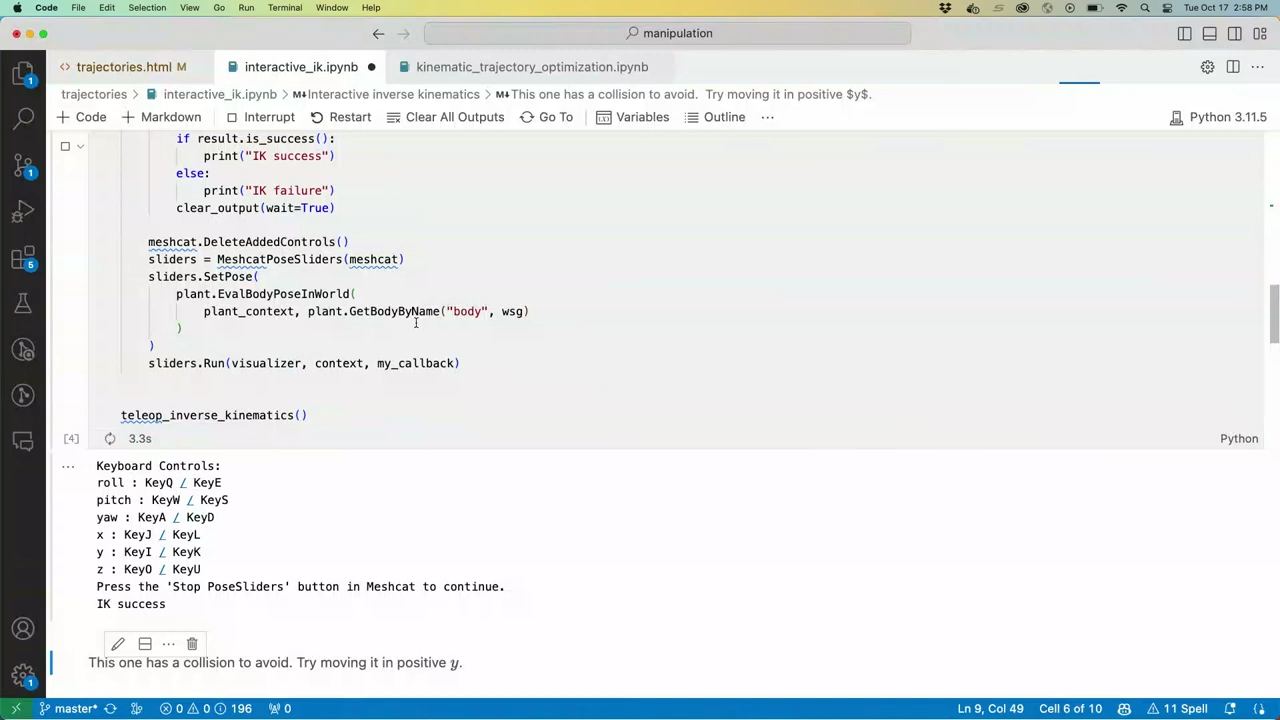 Code File Edit Selection View Go Run Terminal Window Help Tue Oct 17 2:58 PM
manipulation
trajectories.html M interactive_ik.ipynb kinematic_trajectory_optimization.ipynb
trajectories > interactive_ik.ipynb > M↓Interactive inverse kinematics > M↓This one has a collision to avoid. Try moving it in positive $y$.
+ Code + Markdown Interrupt Restart Clear All Outputs Go To Variables Outline ··· Python 3.11.5
if result.is_success():
print("IK success")
else:
print("IK failure")
clear_output(wait=True)
meshcat.DeleteAddedControls()
sliders = MeshcatPoseSliders(meshcat)
sliders.SetPose(
plant.EvalBodyPoseInWorld(
plant_context, plant.GetBodyByName("body", wsg)
)
)
sliders.Run(visualizer, context, my_callback)
teleop_inverse_kinematics()
[4] 3.3s Python
··· Keyboard Controls:
roll : KeyQ / KeyE
pitch : KeyW / KeyS
yaw : KeyA / KeyD
x : KeyJ / KeyL
y : KeyI / KeyK
z : KeyO / KeyU
Press the 'Stop PoseSliders' button in Meshcat to continue.
IK success
This one has a collision to avoid. Try moving it in positive y.
1
1
5
1
master* 0 0 196 0 Ln 9, Col 49 Cell 6 of 10 11 Spell